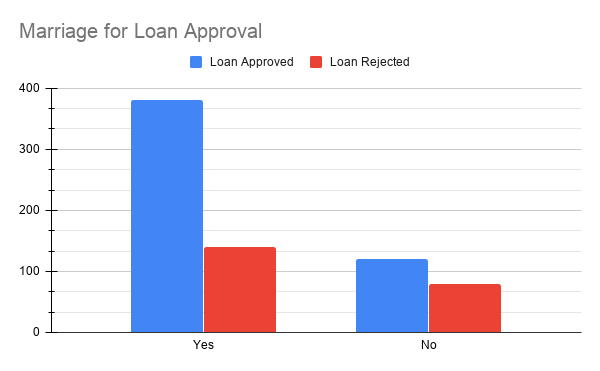 Marriage for Loan Approval
Loan Approved Loan Rejected
400
300
200
100
0
Yes No